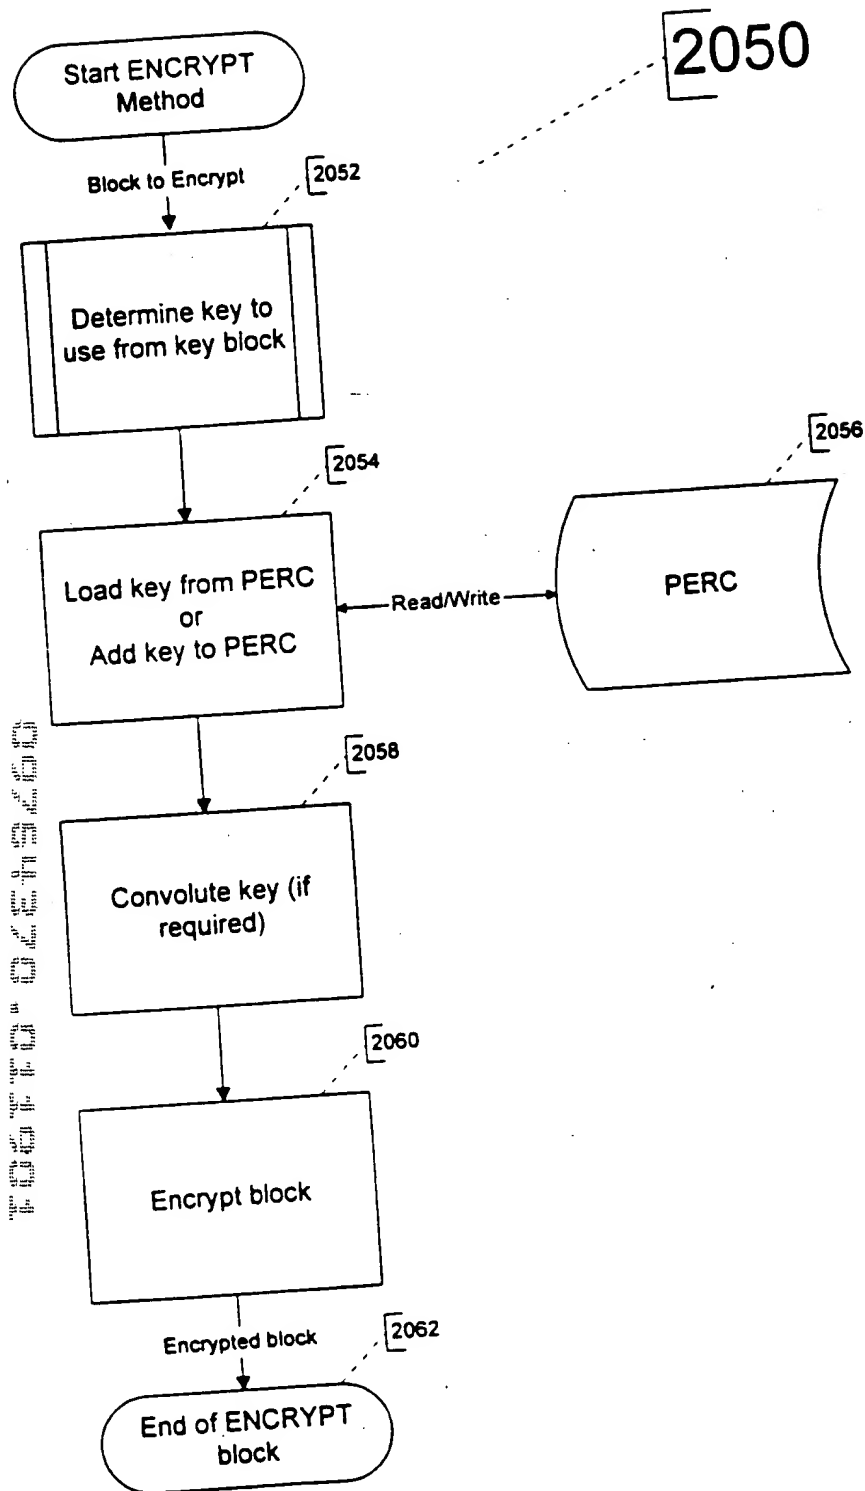 2050
Start ENCRYPT
Method
Block to Encrypt
2052
Determine key to
use from key block
2054
2056
Load key from PERC
or
Add key to PERC
Read/Write
PERC
2058
Convolute key (if
required)
2060
Encrypt block
Encrypted block
2062
End of ENCRYPT
block
09754370.011901